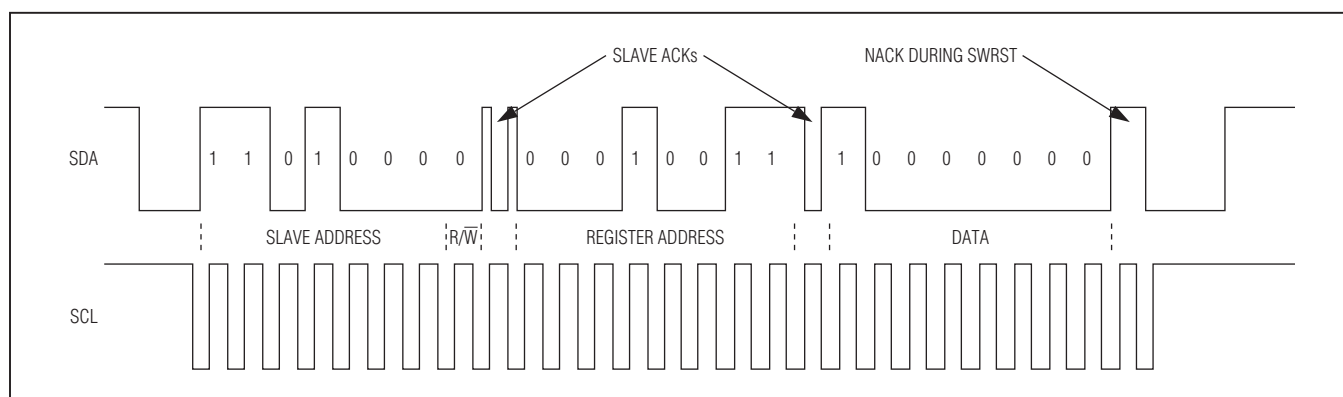 SLAVE ACKs
NACK DURING SWRST
SDA
1 1 0 1 0 0 0 0 0 0 0 1 0 0 1 1 1 0 0 0 0 0 0 0
SLAVE ADDRESS
R/W̅
REGISTER ADDRESS
DATA
SCL